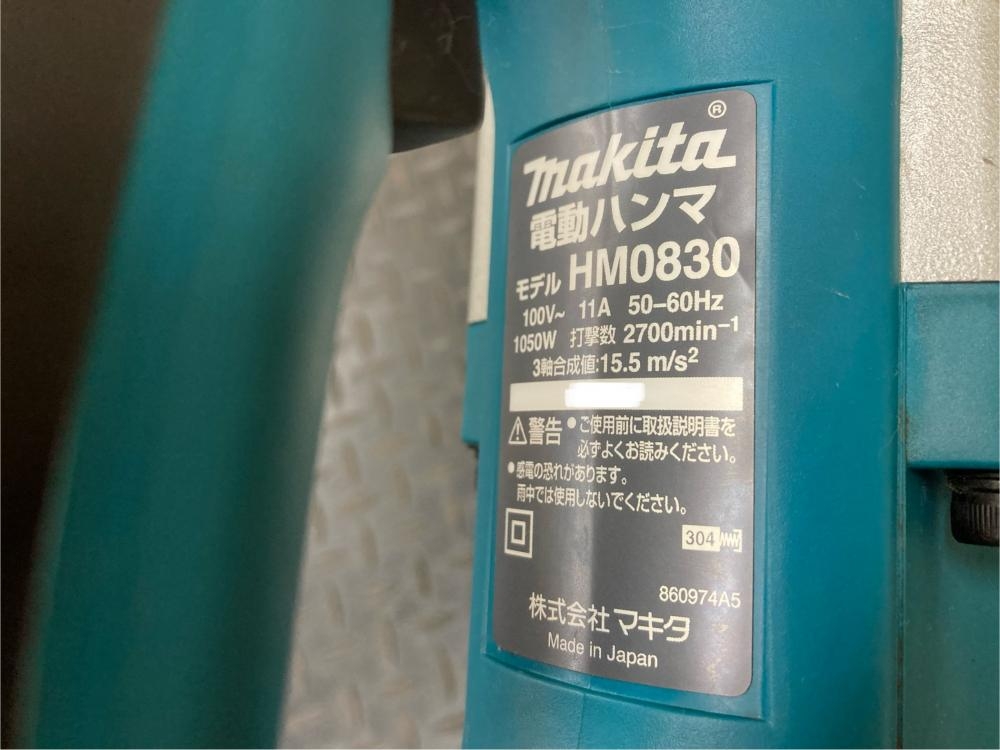 makita®
電動ハンマ
モデル HM0830
100V~ 11A 50-60Hz
1050W 打撃数 2700min⁻¹
3軸合成値:15.5 m/s²
⚠警告 •ご使用前に取扱説明書を
必ずよくお読みください。
•感電の恐れがあります。
雨中では使用しないでください。
304
860974A5
株式会社マキタ
Made in Japan